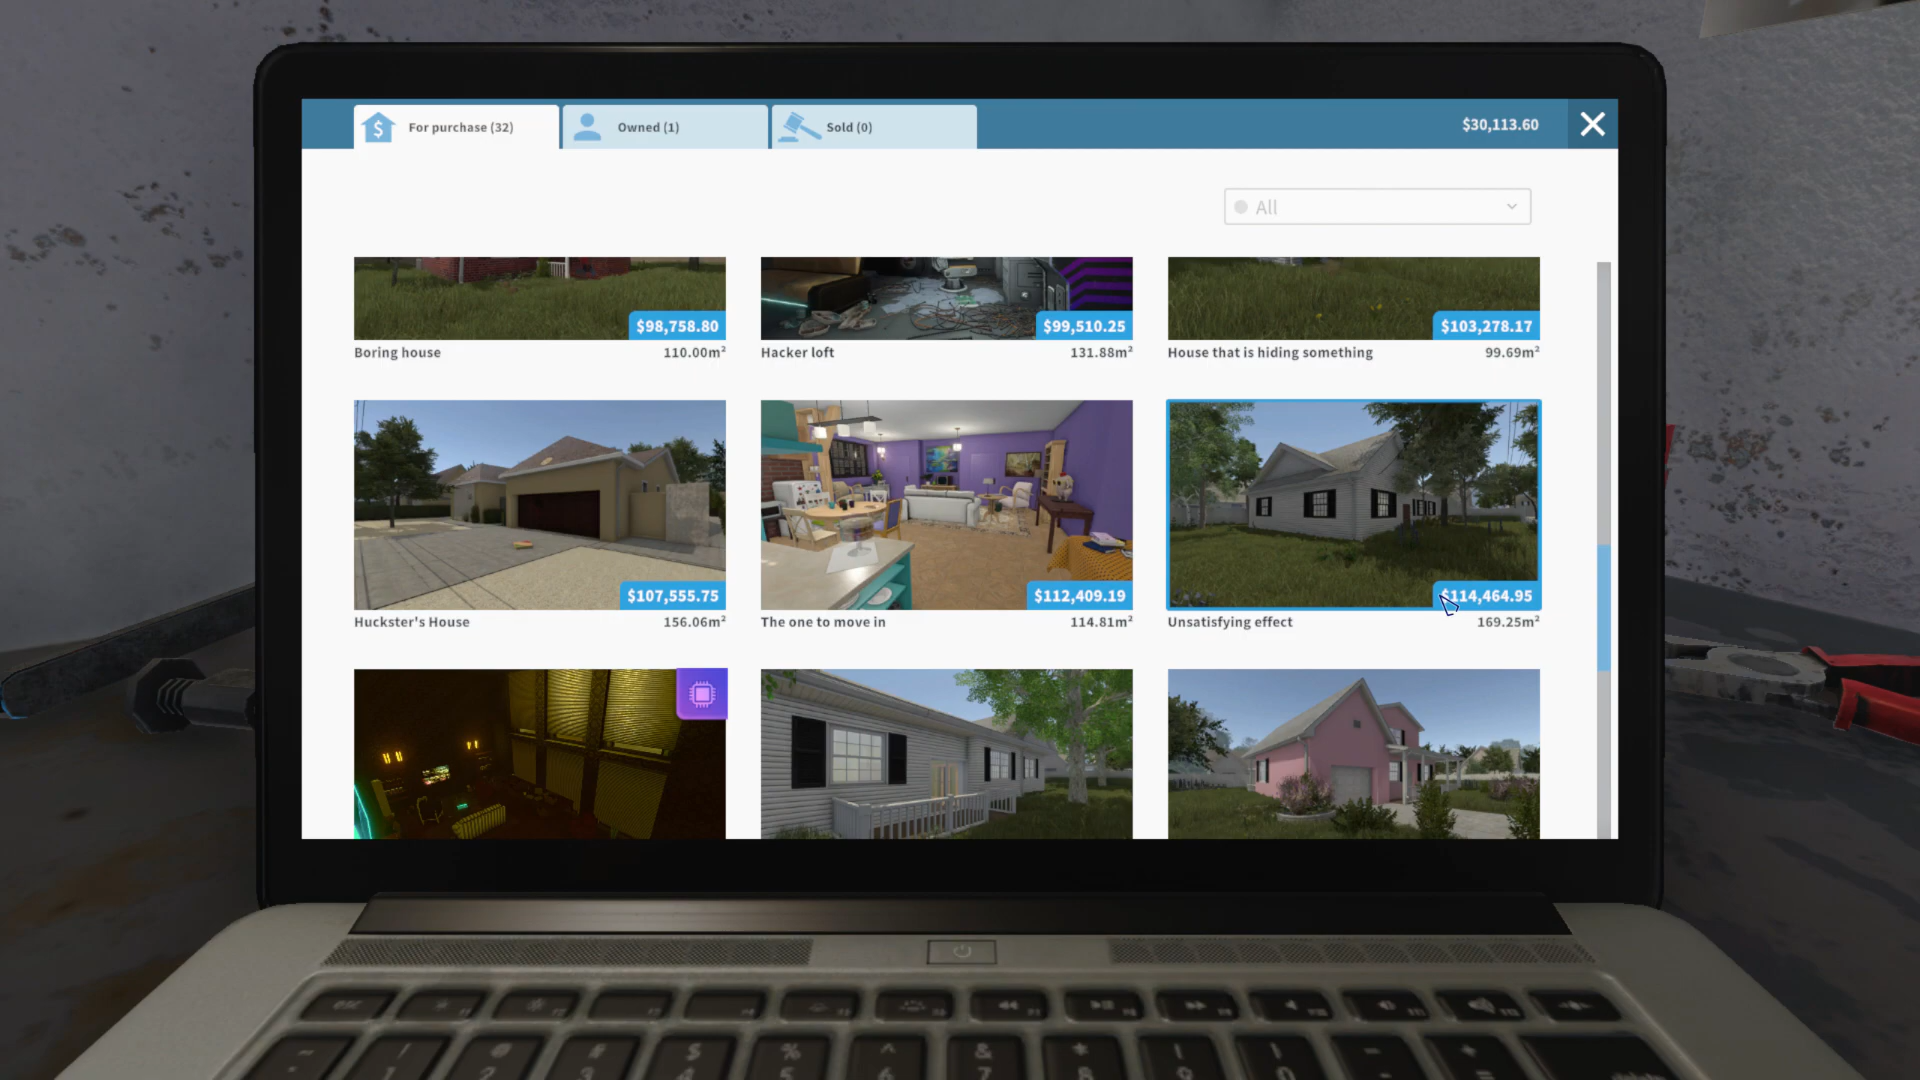 For purchase (32)
Owned (1)
Sold (0)
$30,113.60
All
$98,758.80
$99,510.25
$103,278.17
Boring house
110.00m²
Hacker loft
131.88m²
House that is hiding something
99.69m²
$107,555.75
$112,409.19
$114,464.95
Huckster's House
156.06m²
The one to move in
114.81m²
Unsatisfying effect
169.25m²
esc